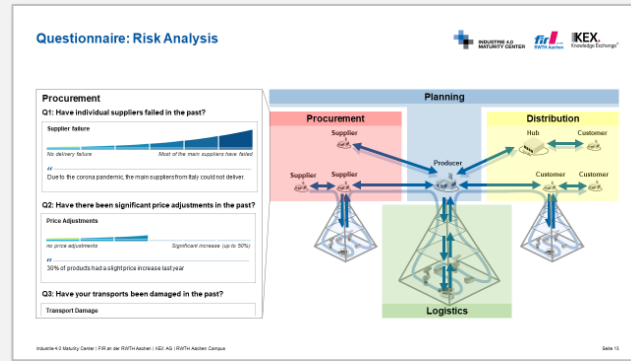 Questionnaire: Risk Analysis
INDUSTRIE 4.0
MATURITY CENTER
fir
RWTH Aachen
KEX.
Knowledge Exchange
Procurement
Q1: Have individual suppliers failed in the past?
Supplier failure
No delivery failure
Most of the main suppliers have failed
“
Due to the corona pandemic, the main suppliers from Italy could not deliver.
Q2: Have there been significant price adjustments in the past?
Price Adjustments
no price adjustments
Significant increase (up to 50%)
“
30% of products had a slight price increase last year
Q3: Have your transports been damaged in the past?
Transport Damage
Planning
Procurement
Supplier
Supplier
Supplier
Producer
Distribution
Hub
Customer
Customer
Customer
Logistics
Industrie 4.0 Maturity Center | FIR an der RWTH Aachen | KEX AG | RWTH Aachen Campus
Seite 13